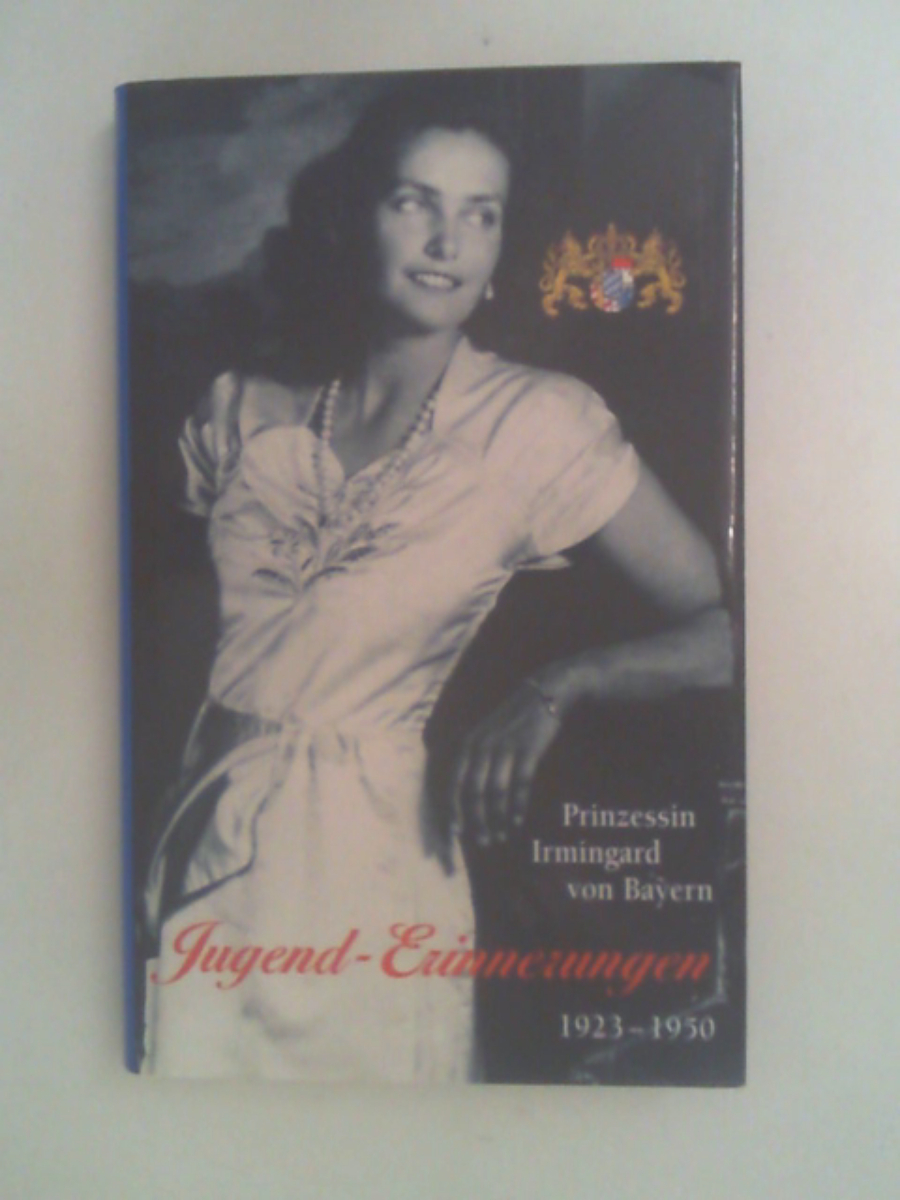 Prinzessin
Irmingard
von Bayern
Jugend-Erinnerungen
1923-1950